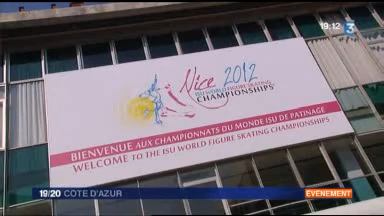 19:12 3
Nice 2012
ISU WORLD FIGURE SKATING
CHAMPIONSHIPS
BIENVENUE AUX CHAMPIONNATS DU MONDE ISU DE PATINAGE
WELCOME TO THE ISU WORLD FIGURE SKATING CHAMPIONSHIPS
19/20 COTE D'AZUR
EVENEMENT